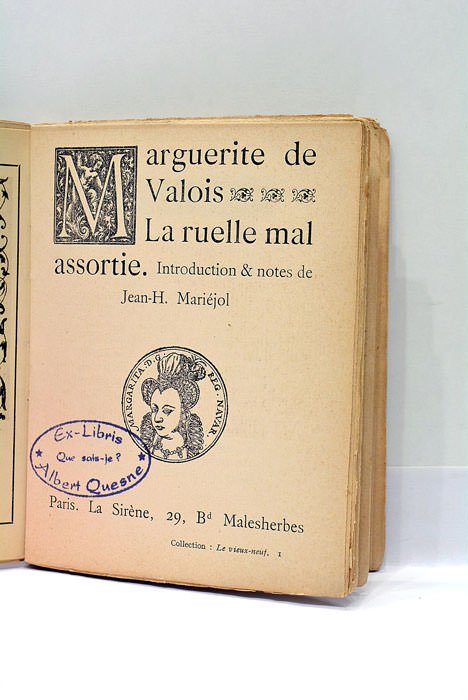 Marguerite de
Valois
La ruelle mal
assortie. Introduction & notes de
Jean-H. Mariéjol
MARGARITA · D · G · REG · NAVAR
Ex-Libris
Que sais-je ?
Albert Quesne
Paris. La Sirène, 29, Bd Malesherbes
Collection : Le vieux-neuf, 1